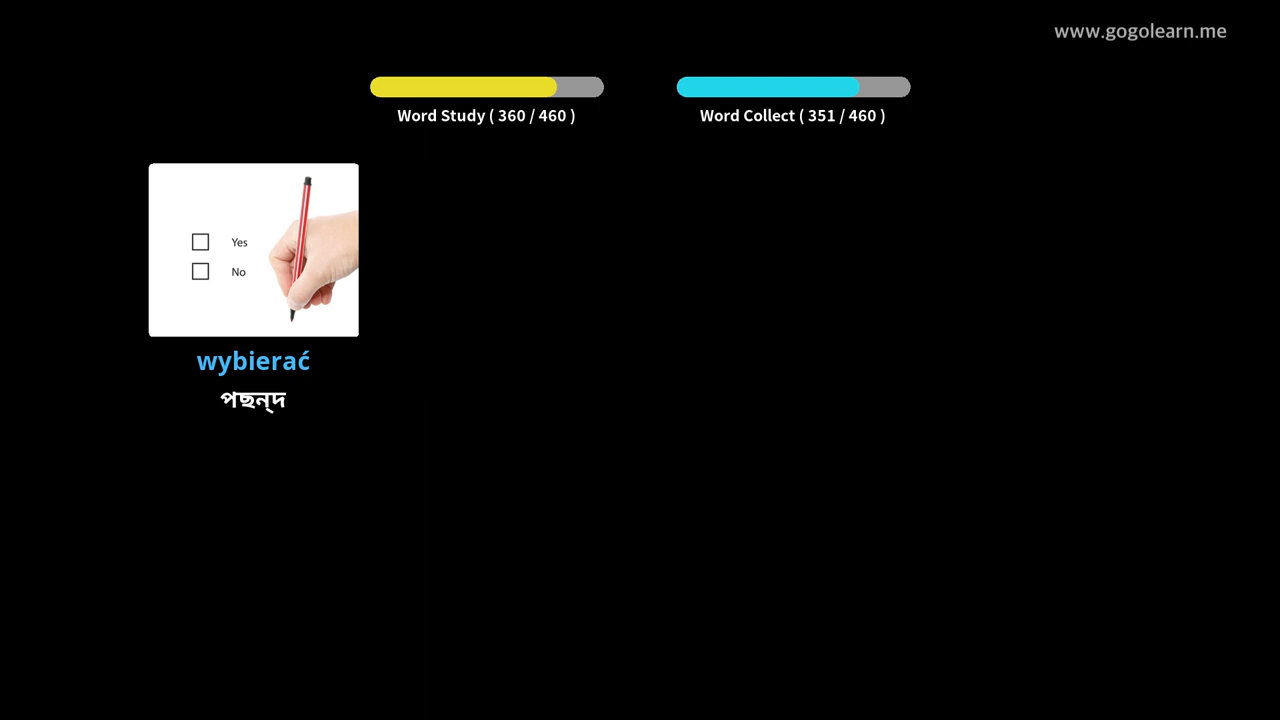 www.gogolearn.me
Word Study ( 360 / 460 )
Word Collect ( 351 / 460 )
Yes
No
wybierać
পছন্দ